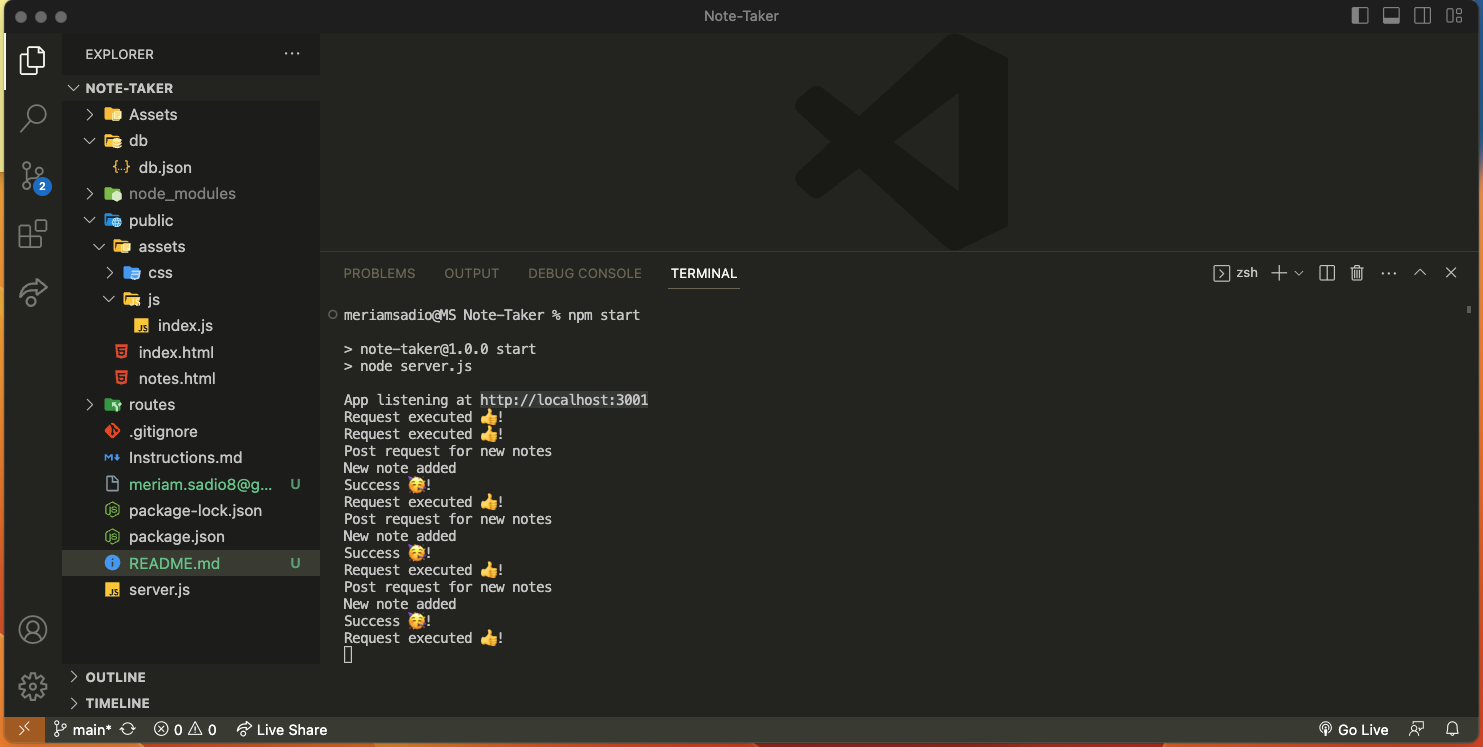 Note-Taker
EXPLORER
NOTE-TAKER
Assets
db
db.json
node_modules
public
assets
css
js
index.js
index.html
notes.html
routes
.gitignore
Instructions.md
meriam.sadio8@g... U
package-lock.json
package.json
README.md U
server.js
OUTLINE
TIMELINE
2
PROBLEMS OUTPUT DEBUG CONSOLE TERMINAL
zsh
meriamsadio@MS Note-Taker % npm start
> note-taker@1.0.0 start
> node server.js
App listening at http://localhost:3001
Request executed 👍!
Request executed 👍!
Post request for new notes
New note added
Success 🥳!
Request executed 👍!
Post request for new notes
New note added
Success 🥳!
Request executed 👍!
Post request for new notes
New note added
Success 🥳!
Request executed 👍!
main* 0 0 Live Share Go Live